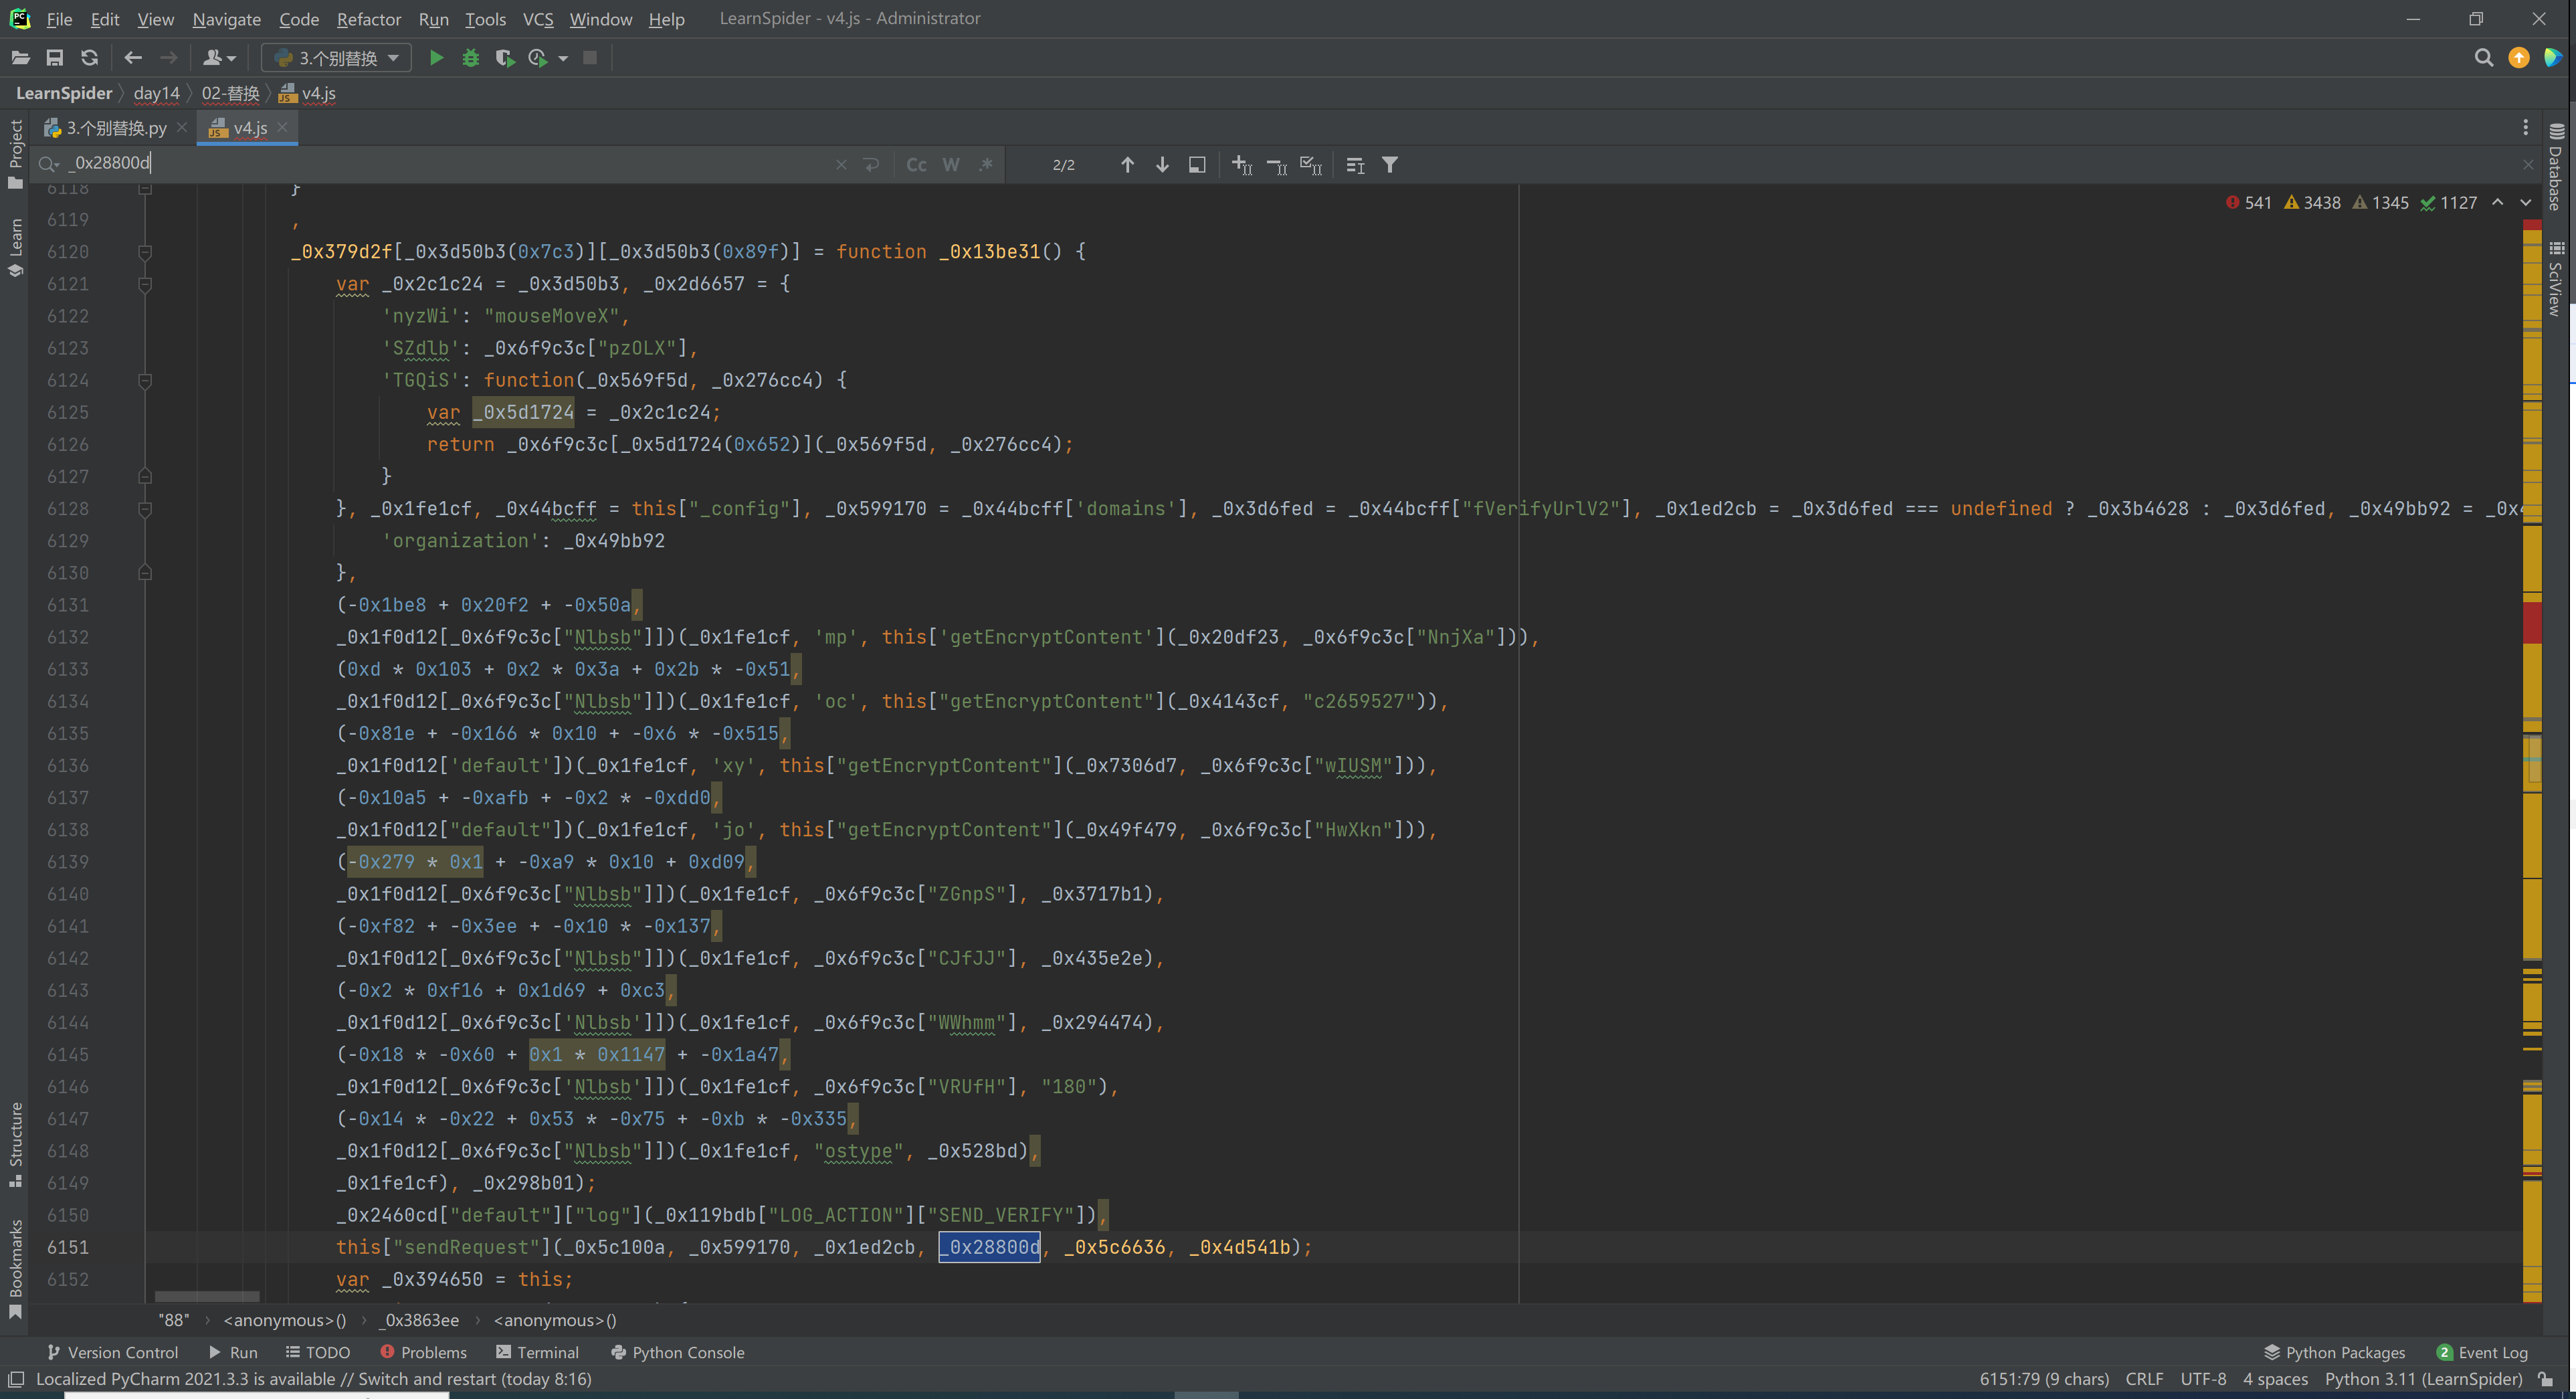 File Edit View Navigate Code Refactor Run Tools VCS Window Help LearnSpider - v4.js - Administrator
3.个别替换
LearnSpider day14 02-替换 v4.js
3.个别替换.py v4.js
_0x28800d Cc W .* 2/2
541 3438 1345 1127
6118 }
6119 ,
6120 _0x379d2f[_0x3d50b3(0x7c3)][_0x3d50b3(0x89f)] = function _0x13be31() {
6121 var _0x2c1c24 = _0x3d50b3, _0x2d6657 = {
6122 'nyzWi': "mouseMoveX",
6123 'SZdlb': _0x6f9c3c["pzOLX"],
6124 'TGQiS': function(_0x569f5d, _0x276cc4) {
6125 var _0x5d1724 = _0x2c1c24;
6126 return _0x6f9c3c[_0x5d1724(0x652)](_0x569f5d, _0x276cc4);
6127 }
6128 }, _0x1fe1cf, _0x44bcff = this["_config"], _0x599170 = _0x44bcff['domains'], _0x3d6fed = _0x44bcff["fVerifyUrlV2"], _0x1ed2cb = _0x3d6fed === undefined ? _0x3b4628 : _0x3d6fed, _0x49bb92 =
6129 'organization': _0x49bb92
6130 },
6131 (-0x1be8 + 0x20f2 + -0x50a,
6132 _0x1f0d12[_0x6f9c3c["Nlbsb"]])(_0x1fe1cf, 'mp', this['getEncryptContent'](_0x20df23, _0x6f9c3c["NnjXa"])),
6133 (0xd * 0x103 + 0x2 * 0x3a + 0x2b * -0x51,
6134 _0x1f0d12[_0x6f9c3c["Nlbsb"]])(_0x1fe1cf, 'oc', this["getEncryptContent"](_0x4143cf, "c2659527")),
6135 (-0x81e + -0x166 * 0x10 + -0x6 * -0x515,
6136 _0x1f0d12['default'])(_0x1fe1cf, 'xy', this["getEncryptContent"](_0x7306d7, _0x6f9c3c["wIUSM"])),
6137 (-0x10a5 + -0xafb + -0x2 * -0xdd0,
6138 _0x1f0d12["default"])(_0x1fe1cf, 'jo', this["getEncryptContent"](_0x49f479, _0x6f9c3c["HwXkn"])),
6139 (-0x279 * 0x1 + -0xa9 * 0x10 + 0xd09,
6140 _0x1f0d12[_0x6f9c3c["Nlbsb"]])(_0x1fe1cf, _0x6f9c3c["ZGnpS"], _0x3717b1),
6141 (-0xf82 + -0x3ee + -0x10 * -0x137,
6142 _0x1f0d12[_0x6f9c3c["Nlbsb"]])(_0x1fe1cf, _0x6f9c3c["CJfJJ"], _0x435e2e),
6143 (-0x2 * 0xf16 + 0x1d69 + 0xc3,
6144 _0x1f0d12[_0x6f9c3c['Nlbsb']])(_0x1fe1cf, _0x6f9c3c["WWhmm"], _0x294474),
6145 (-0x18 * -0x60 + 0x1 * 0x1147 + -0x1a47,
6146 _0x1f0d12[_0x6f9c3c['Nlbsb']])(_0x1fe1cf, _0x6f9c3c["VRUfH"], "180"),
6147 (-0x14 * -0x22 + 0x53 * -0x75 + -0xb * -0x335,
6148 _0x1f0d12[_0x6f9c3c["Nlbsb"]])(_0x1fe1cf, "ostype", _0x528bd),
6149 _0x1fe1cf), _0x298b01);
6150 _0x2460cd["default"]["log"](_0x119bdb["LOG_ACTION"]["SEND_VERIFY"]),
6151 this["sendRequest"](_0x5c100a, _0x599170, _0x1ed2cb, _0x28800d, _0x5c6636, _0x4d541b);
6152 var _0x394650 = this;
"88" <anonymous>() _0x3863ee <anonymous>()
Version Control Run TODO Problems Terminal Python Console Python Packages 2 Event Log
Localized PyCharm 2021.3.3 is available // Switch and restart (today 8:16) 6151:79 (9 chars) CRLF UTF-8 4 spaces Python 3.11 (LearnSpider)
Project
Learn
Structure
Bookmarks
Database
SciView